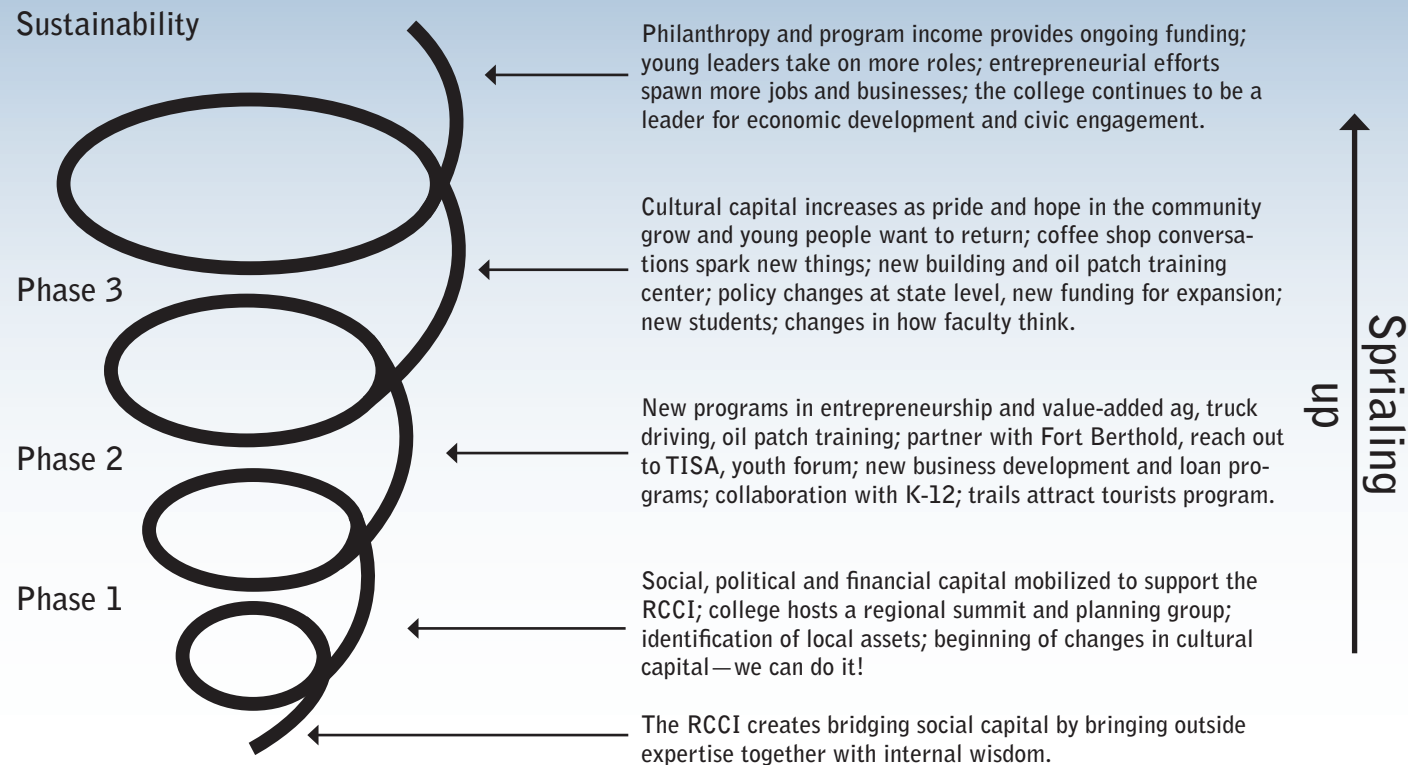 Sustainability
Philanthropy and program income provides ongoing funding;
young leaders take on more roles; entrepreneurial efforts
spawn more jobs and businesses; the college continues to be a
leader for economic development and civic engagement.
Cultural capital increases as pride and hope in the community
grow and young people want to return; coffee shop conversa-
tions spark new things; new building and oil patch training
center; policy changes at state level, new funding for expansion;
new students; changes in how faculty think.
Phase 3
New programs in entrepreneurship and value-added ag, truck
driving, oil patch training; partner with Fort Berthold, reach out
to TISA, youth forum; new business development and loan pro-
grams; collaboration with K-12; trails attract tourists program.
Phase 2
Social, political and financial capital mobilized to support the
RCCI; college hosts a regional summit and planning group;
identification of local assets; beginning of changes in cultural
capital—we can do it!
Phase 1
The RCCI creates bridging social capital by bringing outside
expertise together with internal wisdom.
Sprialing
up